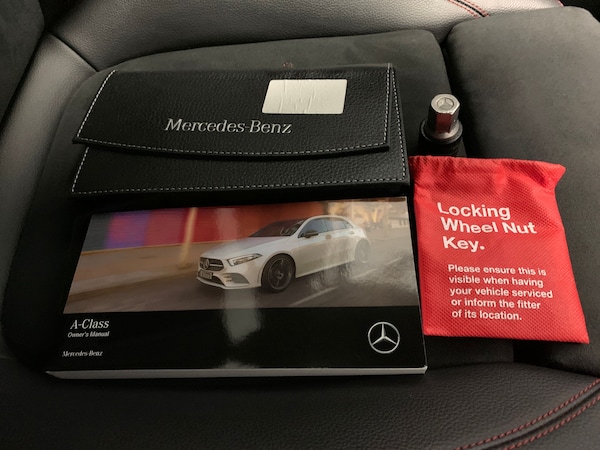 Mercedes-Benz
Locking
Wheel Nut
Key.
Please ensure this is
visible when having
your vehicle serviced
or inform the fitter
of its location.
A-Class
Owner's Manual
Mercedes-Benz